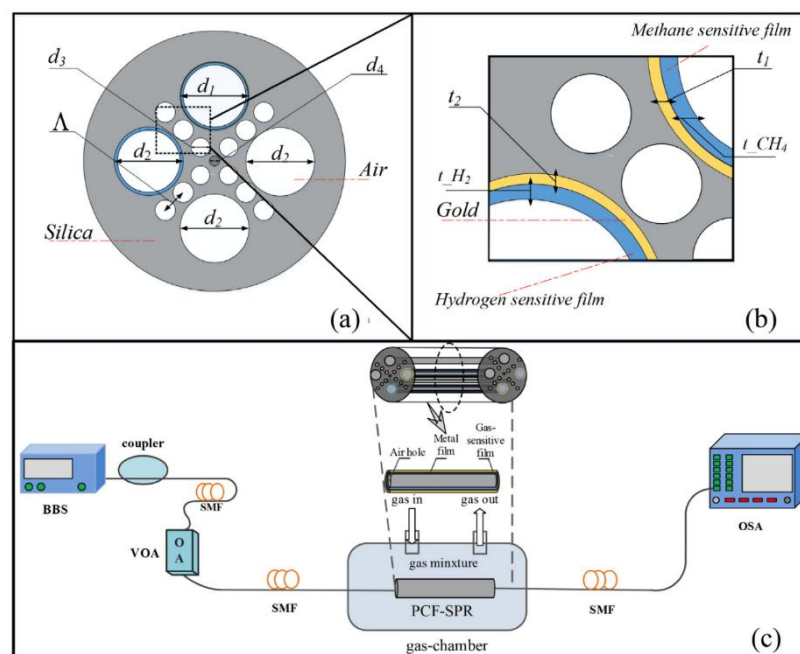 d₃
d₁
d₄
Λ
d₂
d₂
Air
d₂
Silica
(a)
Methane sensitive film
t₁
t₂
t_CH₄
t_H₂
Gold
Hydrogen sensitive film
(b)
coupler
BBS
SMF
VOA
O
A
SMF
Air hole
Metal
film
Gas-
sensitive
film
gas in
gas out
gas minxture
PCF-SPR
gas-chamber
SMF
OSA
(c)